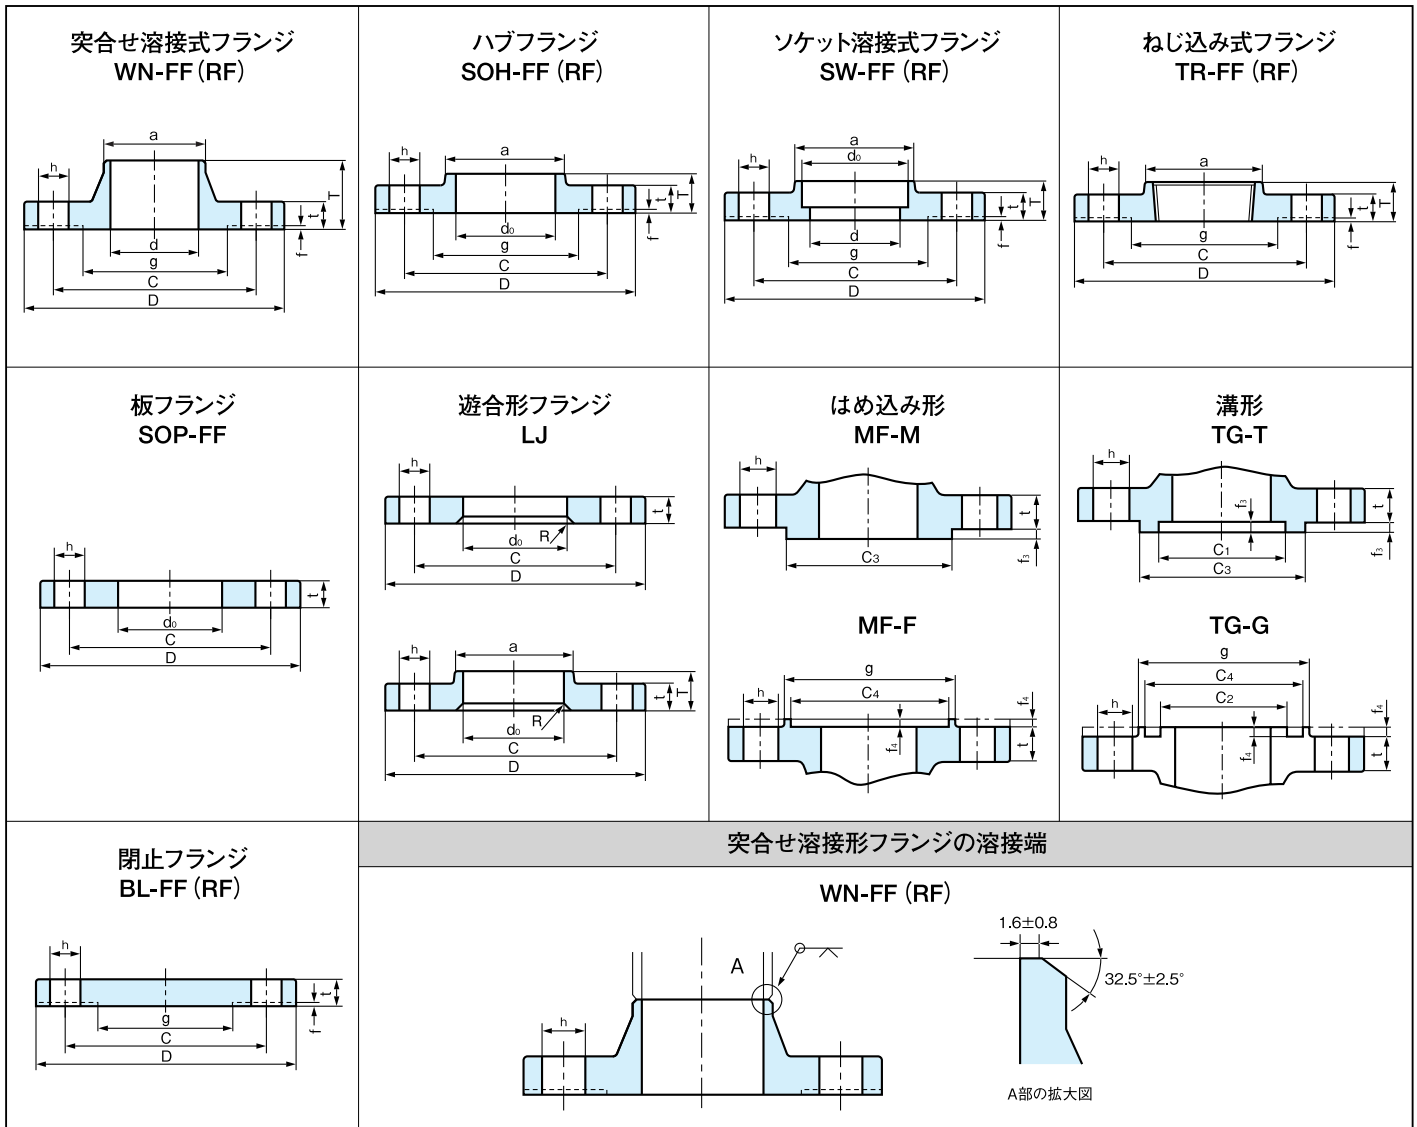 突合せ溶接式フランジ
WN-FF (RF)
a
h
T
t
f
d
g
C
D
ハブフランジ
SOH-FF (RF)
h
a
t
T
f
d₀
g
C
D
ソケット溶接式フランジ
SW-FF (RF)
a
h
d₀
t
T
f
d
g
C
D
ねじ込み式フランジ
TR-FF (RF)
h
a
t
T
f
g
C
D
板フランジ
SOP-FF
h
t
d₀
C
D
遊合形フランジ
LJ
h
t
R
d₀
C
D
a
h
t
T
R
d₀
C
D
はめ込み形
MF-M
h
t
f₃
C₃
MF-F
g
h
C₄
f₄
f₄
t
溝形
TG-T
h
f₃
t
f₃
C₁
C₃
TG-G
g
C₄
h
C₂
f₄
f₄
t
閉止フランジ
BL-FF (RF)
h
t
f
g
C
D
突合せ溶接形フランジの溶接端
WN-FF (RF)
A
h
1.6±0.8
32.5°±2.5°
A部の拡大図